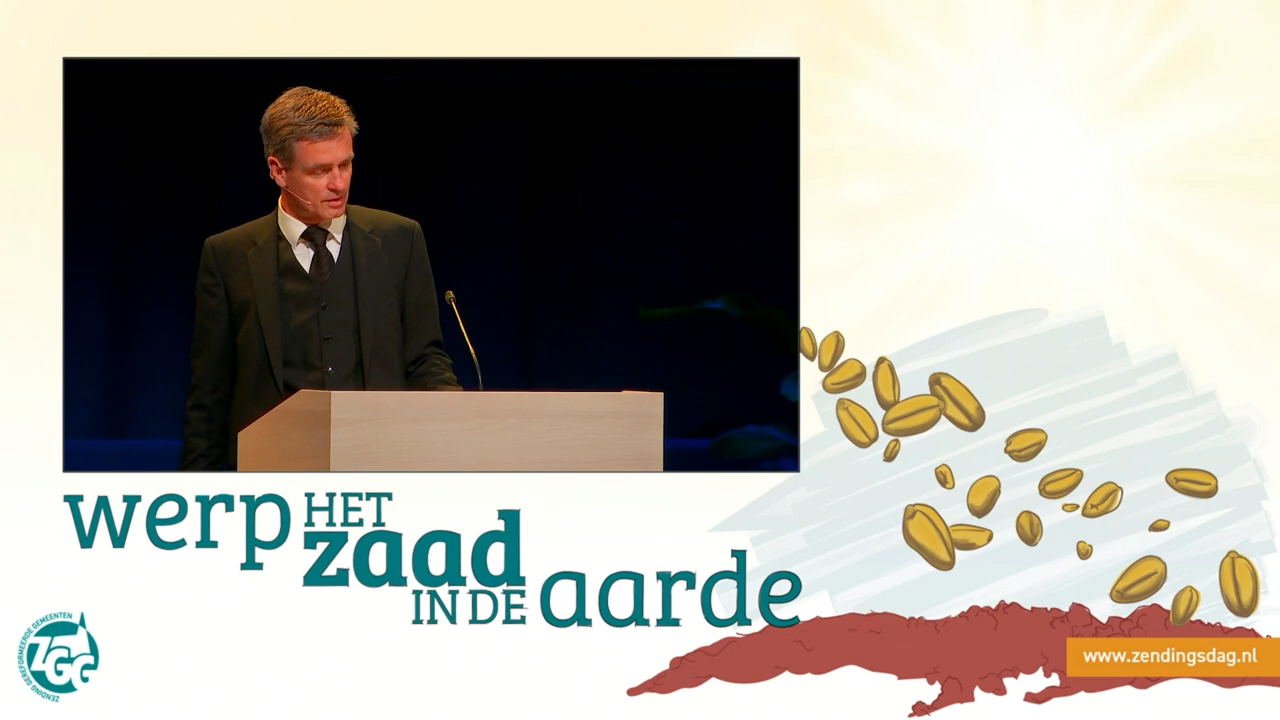 werp HET
zaad
IN DE aarde
ZENDING GEREFORMEERDE GEMEENTEN
ZGG
www.zendingsdag.nl